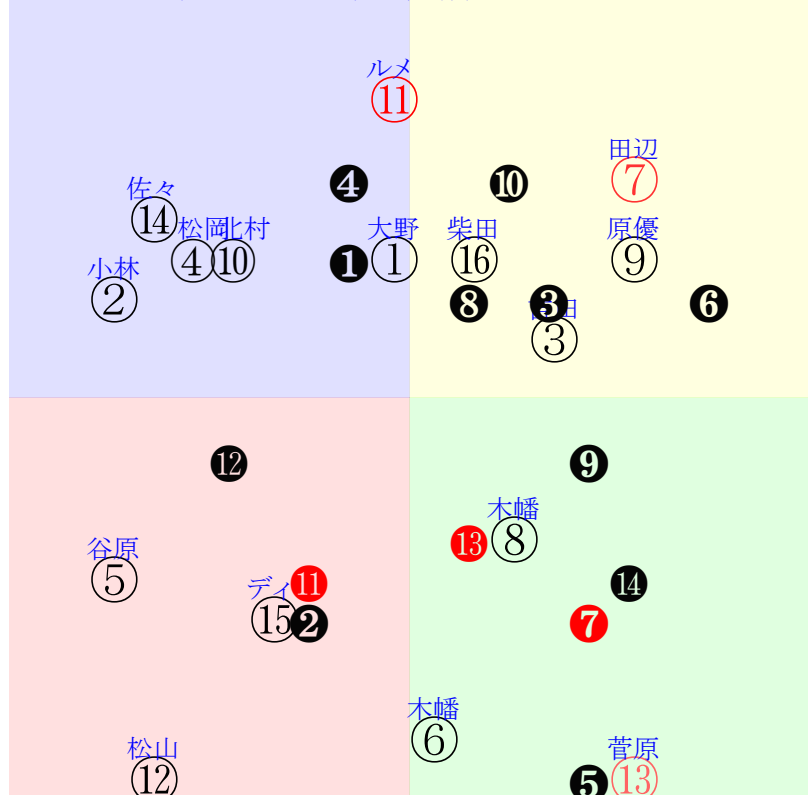 ルメ
⑪
田辺
⑦
❹
❿
佐々
⑭
松岡
④
北村
⑩
大野
①
❶
柴田
⑯
原優
⑨
小林
②
❽
❸
❻
田
③
⓬
❾
木幡
⑧
⓭
谷原
⑤
ディ
⑮
⓫
❷
⓮
❼
木幡
⑥
松山
⑫
❺
菅原
⑬